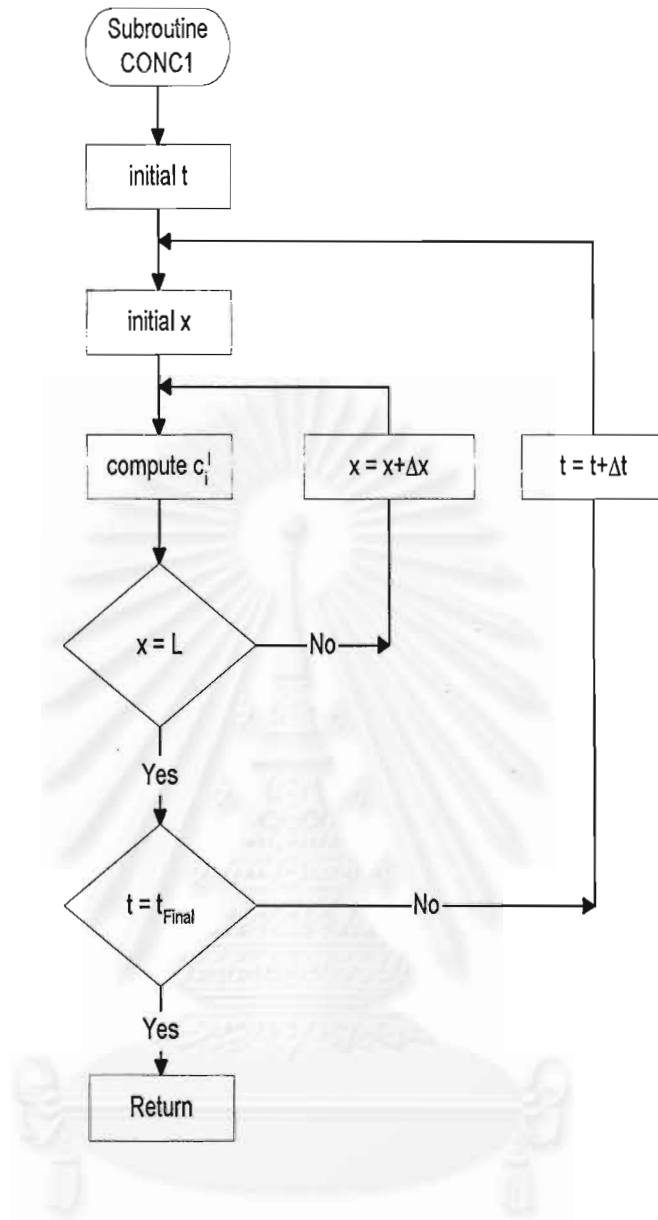 Subroutine
CONC1
initial t
initial x
compute c_i^l
x = x+Δx
t = t+Δt
x = L
No
Yes
t = t_Final
No
Yes
Return